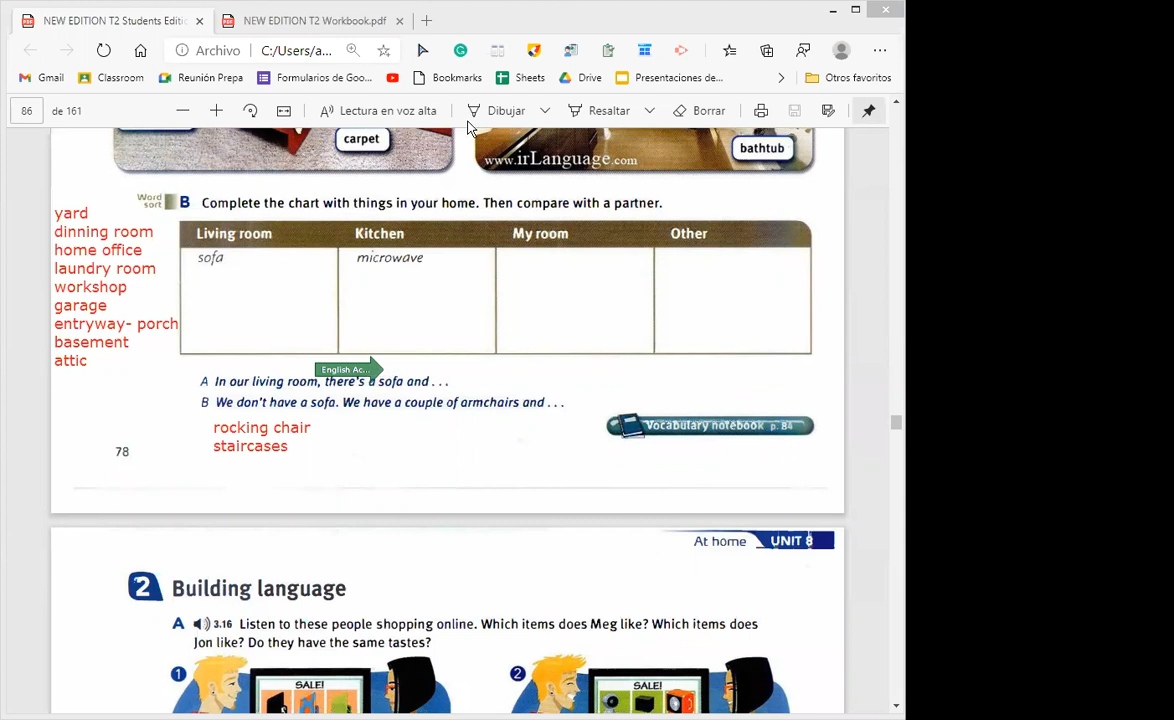 NEW EDITION T2 Students Editi
NEW EDITION T2 Workbook.pdf
Archivo
C:/Users/a...
Gmail
Classroom
Reunión Prepa
Formularios de Goo...
Bookmarks
Sheets
Drive
Presentaciones de...
Otros favoritos
86
de 161
Lectura en voz alta
Dibujar
Resaltar
Borrar
carpet
www.irLanguage.com
bathtub
Word sort
B Complete the chart with things in your home. Then compare with a partner.
yard
dinning room
home office
laundry room
workshop
garage
entryway- porch
basement
attic
Living room
Kitchen
My room
Other
sofa
microwave
English Ac...
A In our living room, there's a sofa and . . .
B We don't have a sofa. We have a couple of armchairs and . . .
rocking chair
staircases
Vocabulary notebook p. 84
78
At home UNIT 8
2 Building language
A 3.16 Listen to these people shopping online. Which items does Meg like? Which items does
Jon like? Do they have the same tastes?
1
SALE!
2
SALE!